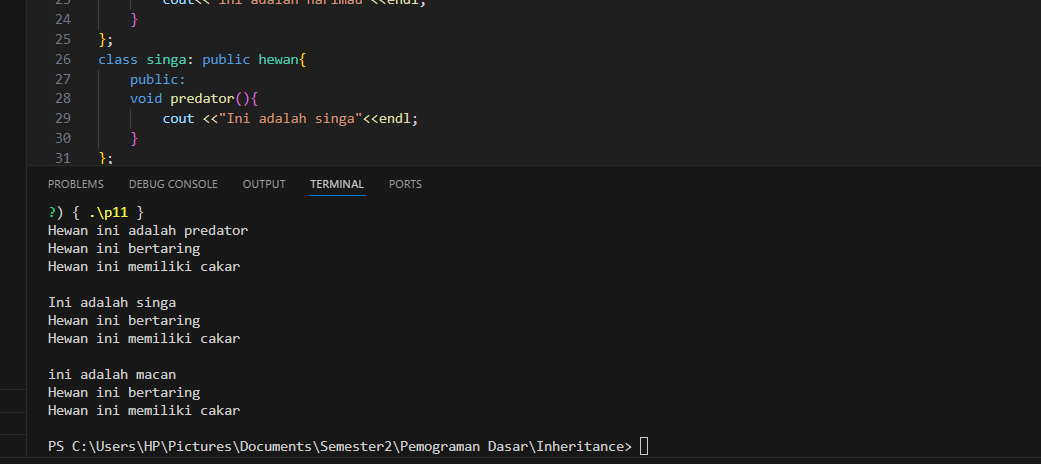 23 cout<<"ini adalah harimau"<<endl;
24 }
25 };
26 class singa: public hewan{
27 public:
28 void predator(){
29 cout <<"Ini adalah singa"<<endl;
30 }
31 };
PROBLEMS DEBUG CONSOLE OUTPUT TERMINAL PORTS
?) { .\p11 }
Hewan ini adalah predator
Hewan ini bertaring
Hewan ini memiliki cakar
Ini adalah singa
Hewan ini bertaring
Hewan ini memiliki cakar
ini adalah macan
Hewan ini bertaring
Hewan ini memiliki cakar
PS C:\Users\HP\Pictures\Documents\Semester2\Pemograman Dasar\Inheritance>